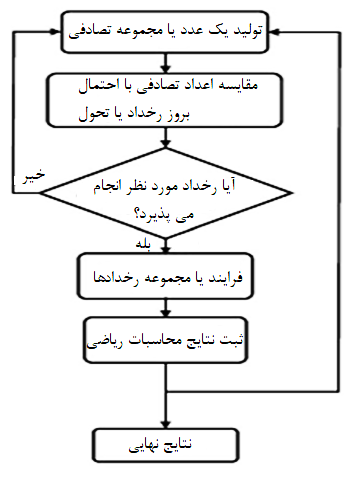 تولید یک عدد یا مجموعه تصادفی
مقایسه اعداد تصادفی با احتمال
بروز رخداد یا تحول
آیا رخداد مورد نظر انجام
می پذیرد؟
خیر
بله
فرایند یا مجموعه رخدادها
ثبت نتایج محاسبات ریاضی
نتایج نهایی